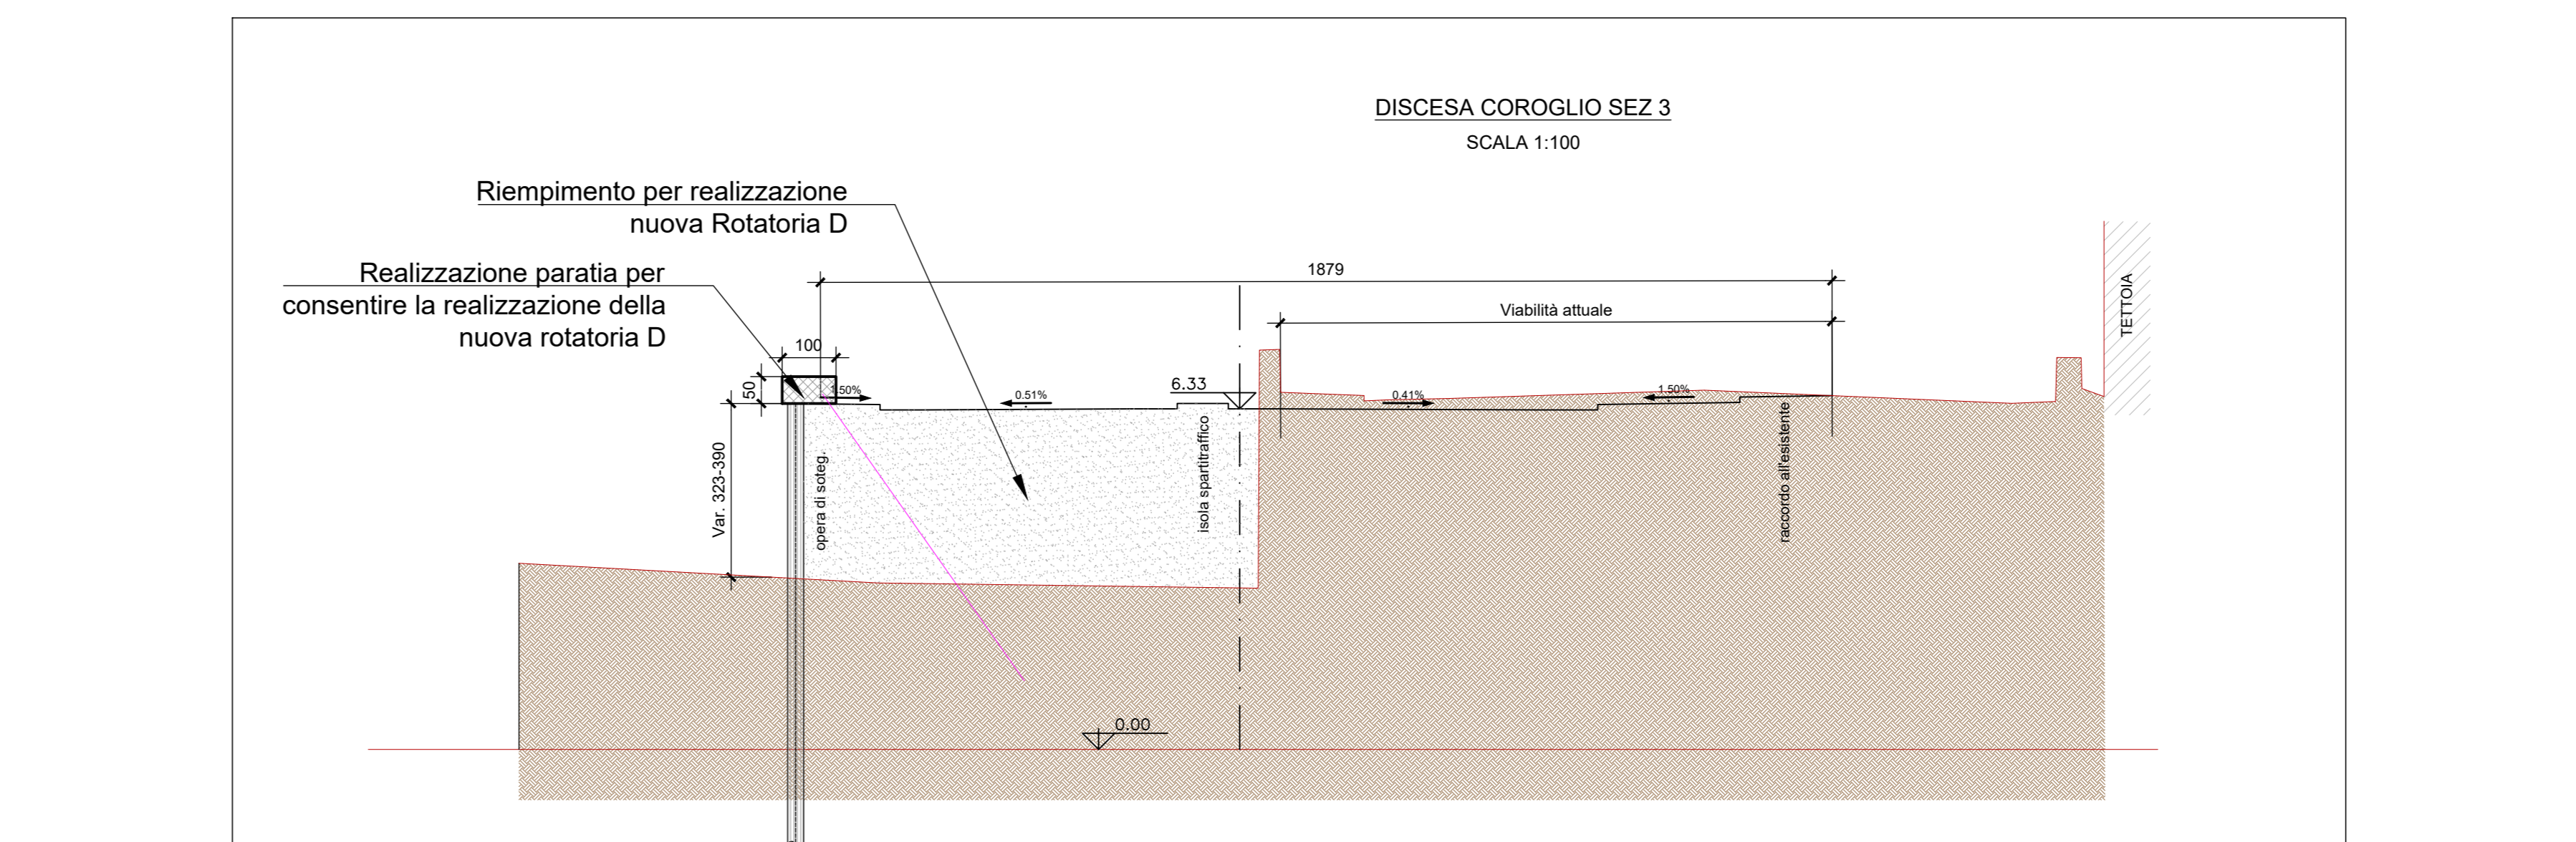 DISCESA COROGLIO SEZ 3
SCALA 1:100
Riempimento per realizzazione
nuova Rotatoria D
Realizzazione paratia per
consentire la realizzazione della
nuova rotatoria D
1879
Viabilità attuale
TETTOIA
100
50
1.50%
0.51%
6.33
0.41%
1.50%
Var. 323-390
opera di soteg.
isola spartitraffico
raccordo all'esistente
0.00